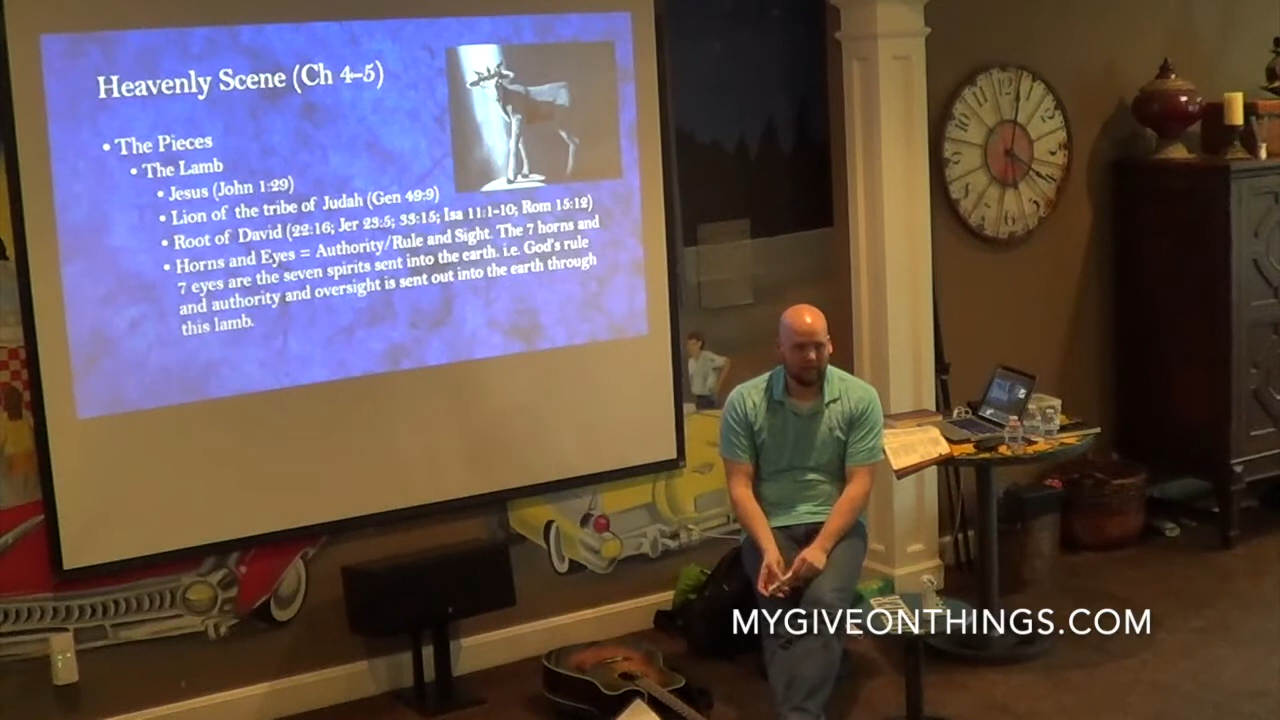 Heavenly Scene (Ch 4-5)
• The Pieces
• The Lamb
• Jesus (John 1:29)
• Lion of the tribe of Judah (Gen 49:9)
• Root of David (22:16; Jer 23:5; 33:15; Isa 11:1-10; Rom 15:12)
• Horns and Eyes = Authority/Rule and Sight. The 7 horns and
7 eyes are the seven spirits sent into the earth. i.e. God's rule
and authority and oversight is sent out into the earth through
this lamb.
MYGIVEONTHINGS.COM